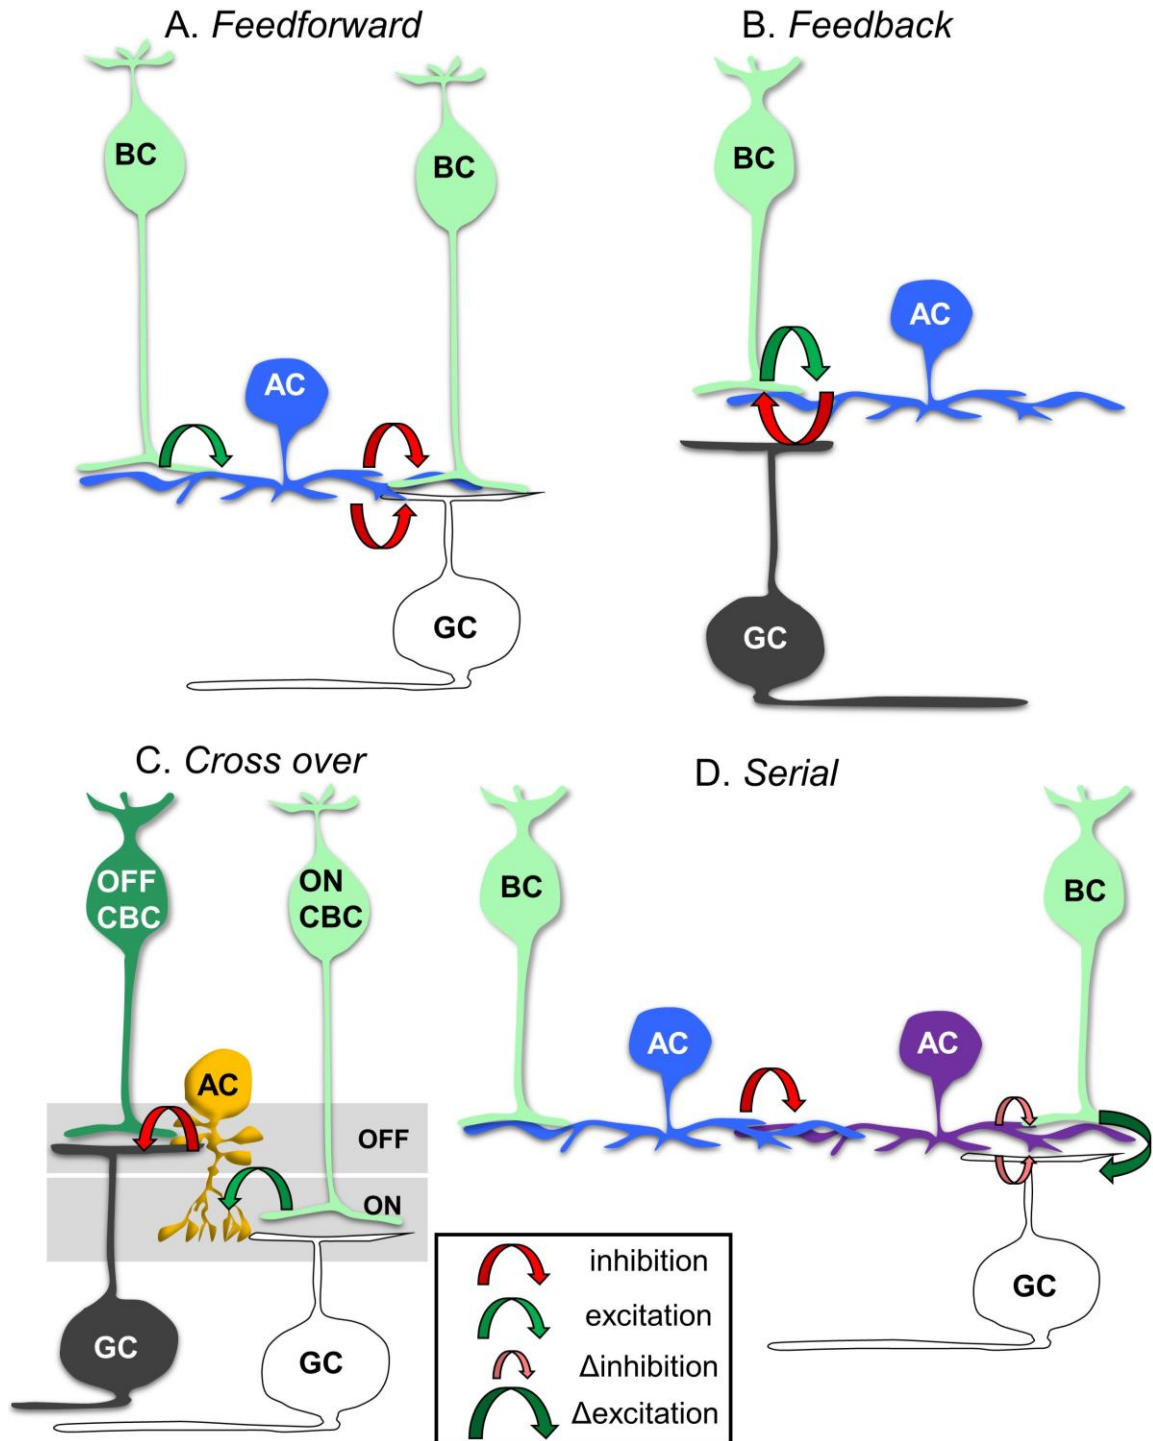 A. Feedforward
BC
BC
AC
GC
B. Feedback
BC
AC
GC
C. Cross over
OFF
CBC
ON
CBC
AC
OFF
ON
GC
GC
D. Serial
BC
BC
AC
AC
GC
inhibition
excitation
Δinhibition
Δexcitation